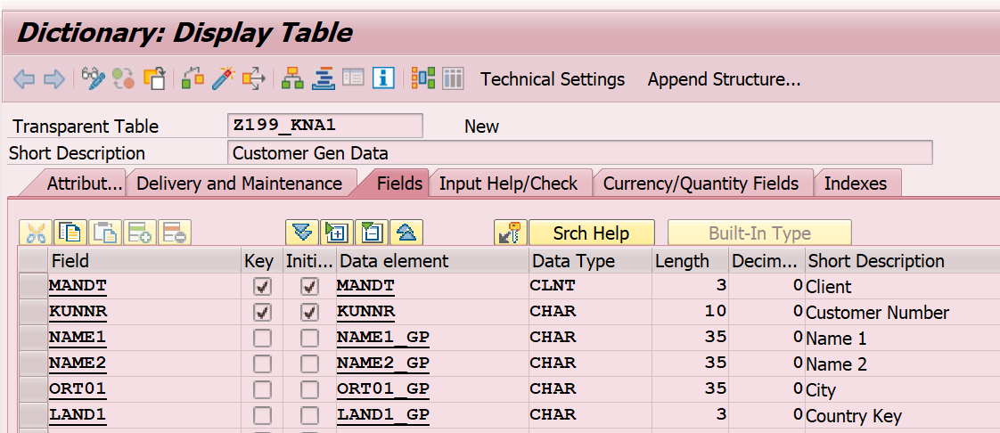 Dictionary: Display Table
Technical Settings Append Structure...
Transparent Table Z199_KNA1 New
Short Description Customer Gen Data
Attribut... Delivery and Maintenance Fields Input Help/Check Currency/Quantity Fields Indexes
Srch Help Built-In Type
Field Key Initi... Data element Data Type Length Decim... Short Description
MANDT MANDT CLNT 3 0 Client
KUNNR KUNNR CHAR 10 0 Customer Number
NAME1 NAME1_GP CHAR 35 0 Name 1
NAME2 NAME2_GP CHAR 35 0 Name 2
ORT01 ORT01_GP CHAR 35 0 City
LAND1 LAND1_GP CHAR 3 0 Country Key